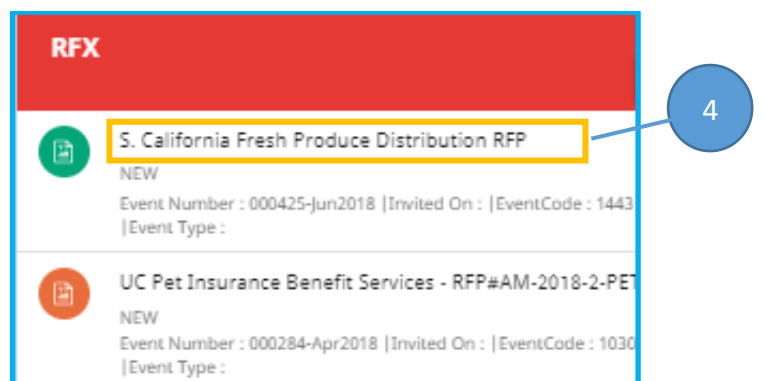 RFX
4
S. California Fresh Produce Distribution RFP
NEW
Event Number : 000425-Jun2018 |Invited On : |EventCode : 1443
|Event Type :
UC Pet Insurance Benefit Services - RFP#AM-2018-2-PET
NEW
Event Number : 000284-Apr2018 |Invited On : |EventCode : 1030
|Event Type :